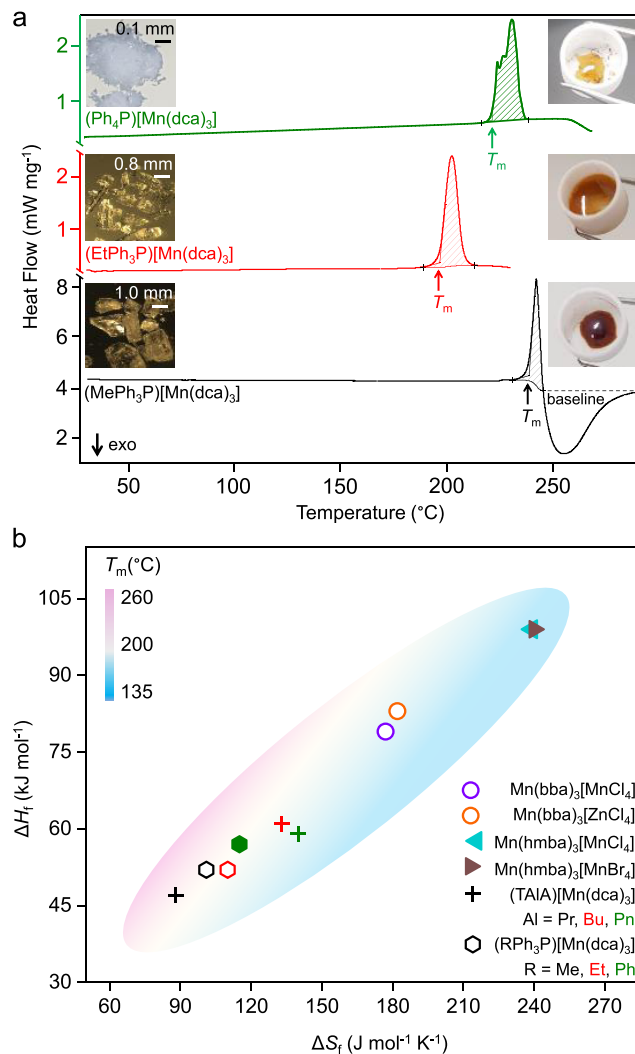 a
0.1 mm
2
1
(Ph₄P)[Mn(dca)₃]
Tm
0.8 mm
2
1
(EtPh₃P)[Mn(dca)₃]
Tm
1.0 mm
8
6
4
2
(MePh₃P)[Mn(dca)₃]
baseline
Tm
exo
Heat Flow (mW mg⁻¹)
50 100 150 200 250
Temperature (°C)
b
Tm(°C)
260
200
135
105
90
75
60
45
30
ΔHf (kJ mol⁻¹)
Mn(bba)₃[MnCl₄]
Mn(bba)₃[ZnCl₄]
Mn(hmba)₃[MnCl₄]
Mn(hmba)₃[MnBr₄]
(TAlA)[Mn(dca)₃]
Al = Pr, Bu, Pn
(RPh₃P)[Mn(dca)₃]
R = Me, Et, Ph
60 90 120 150 180 210 240 270
ΔSf (J mol⁻¹ K⁻¹)